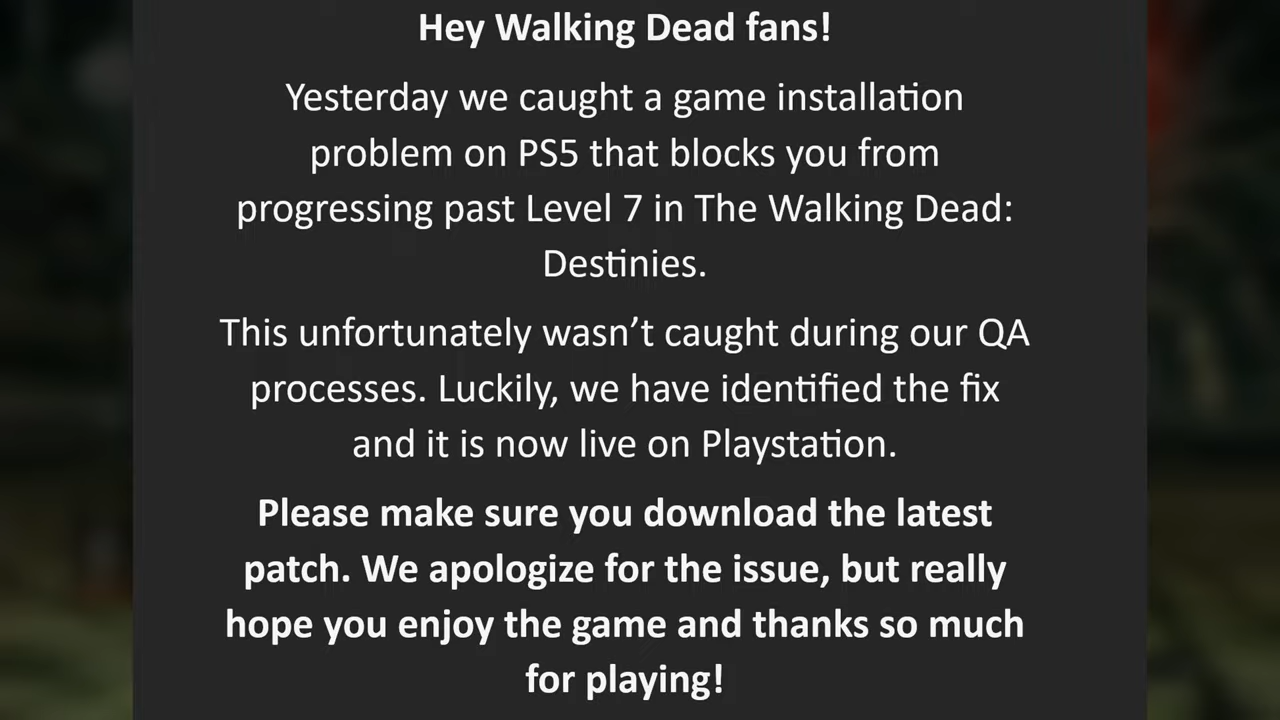 Hey Walking Dead fans!
Yesterday we caught a game installation
problem on PS5 that blocks you from
progressing past Level 7 in The Walking Dead:
Destinies.
This unfortunately wasn’t caught during our QA
processes. Luckily, we have identified the fix
and it is now live on Playstation.
Please make sure you download the latest
patch. We apologize for the issue, but really
hope you enjoy the game and thanks so much
for playing!